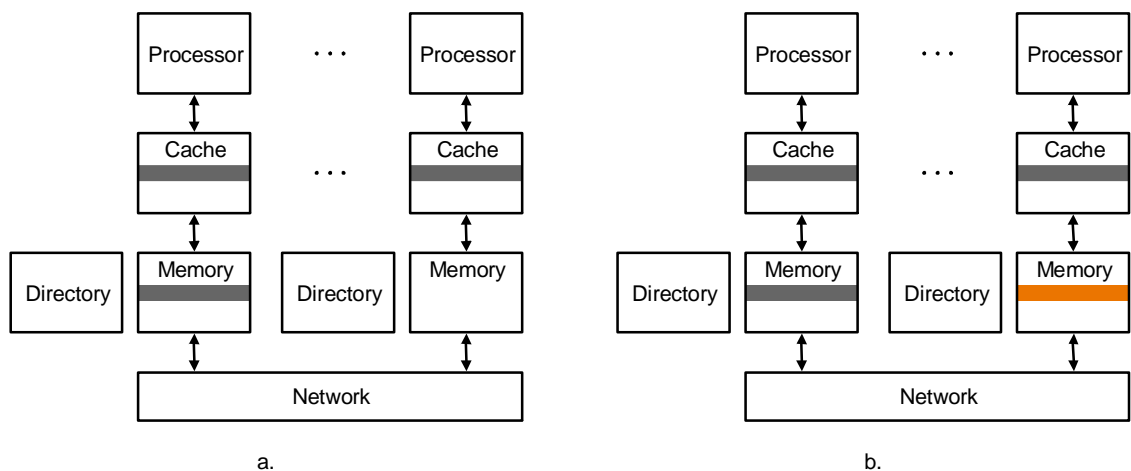 Processor ... Processor
Cache ... Cache
Directory Memory Directory Memory
Network
a.
Processor ... Processor
Cache ... Cache
Directory Memory Directory Memory
Network
b.